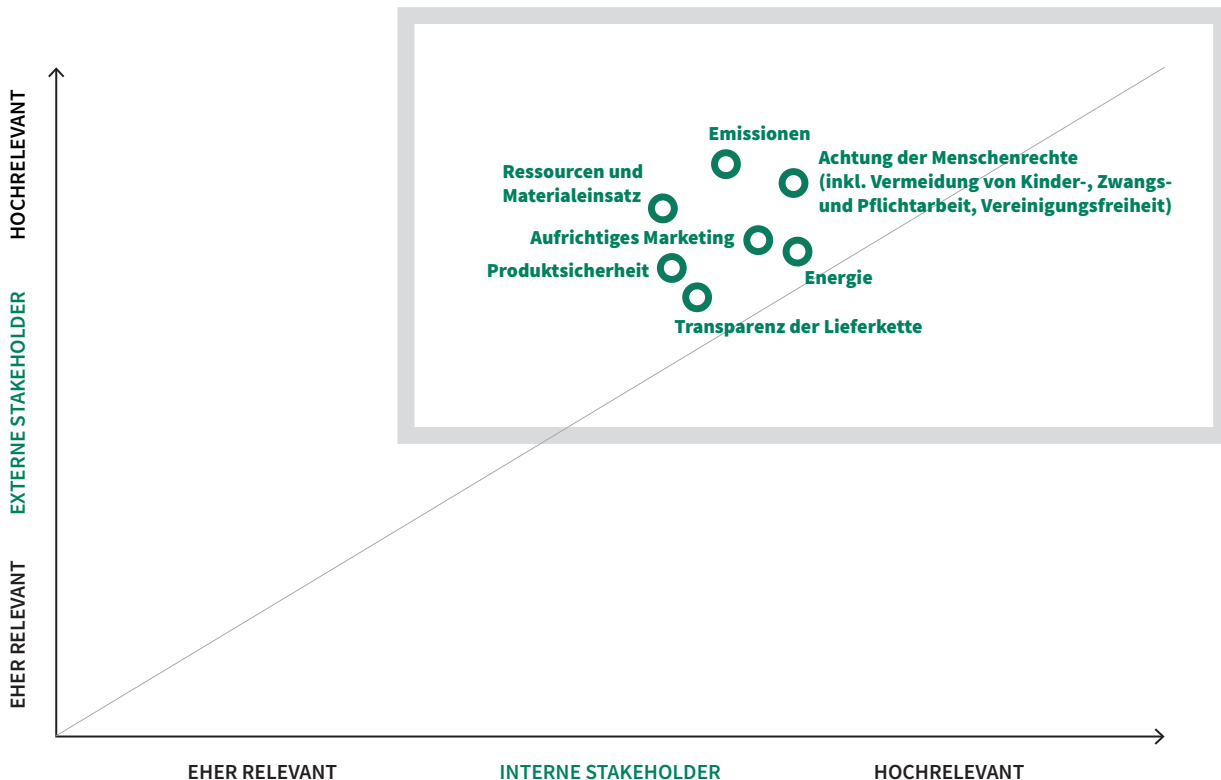 HOCHRELEVANT
EXTERNE STAKEHOLDER
EHER RELEVANT
Emissionen
Achtung der Menschenrechte
(inkl. Vermeidung von Kinder-, Zwangs-
und Pflichtarbeit, Vereinigungsfreiheit)
Ressourcen und
Materialeinsatz
Aufrichtiges Marketing
Produktsicherheit
Energie
Transparenz der Lieferkette
EHER RELEVANT
INTERNE STAKEHOLDER
HOCHRELEVANT